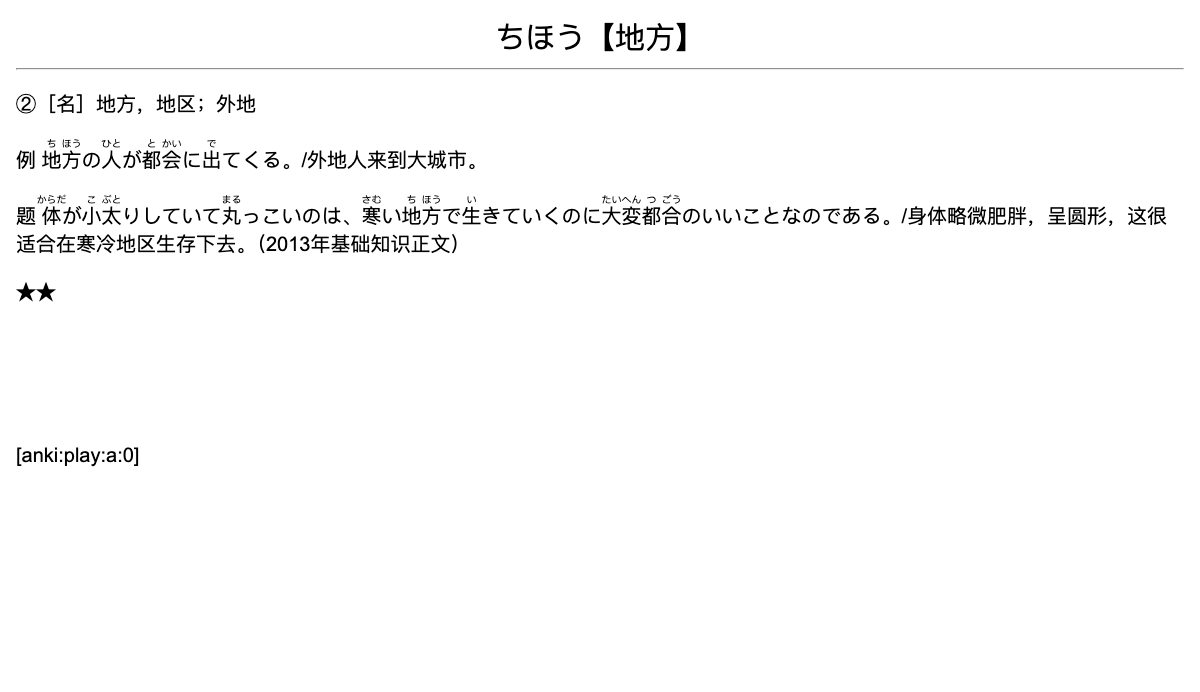 ちほう【地方】
②［名］地方，地区；外地
ち ほう ひと と かい で
例 地方の人が都会に出てくる。/外地人来到大城市。
からだ こ ぶと まる さむ ち ほう い たいへん つ ごう
题 体が小太りしていて丸っこいのは、寒い地方で生きていくのに大変都合のいいことなのである。/身体略微肥胖，呈圆形，这很
适合在寒冷地区生存下去。（2013年基础知识正文）
★★
[anki:play:a:0]